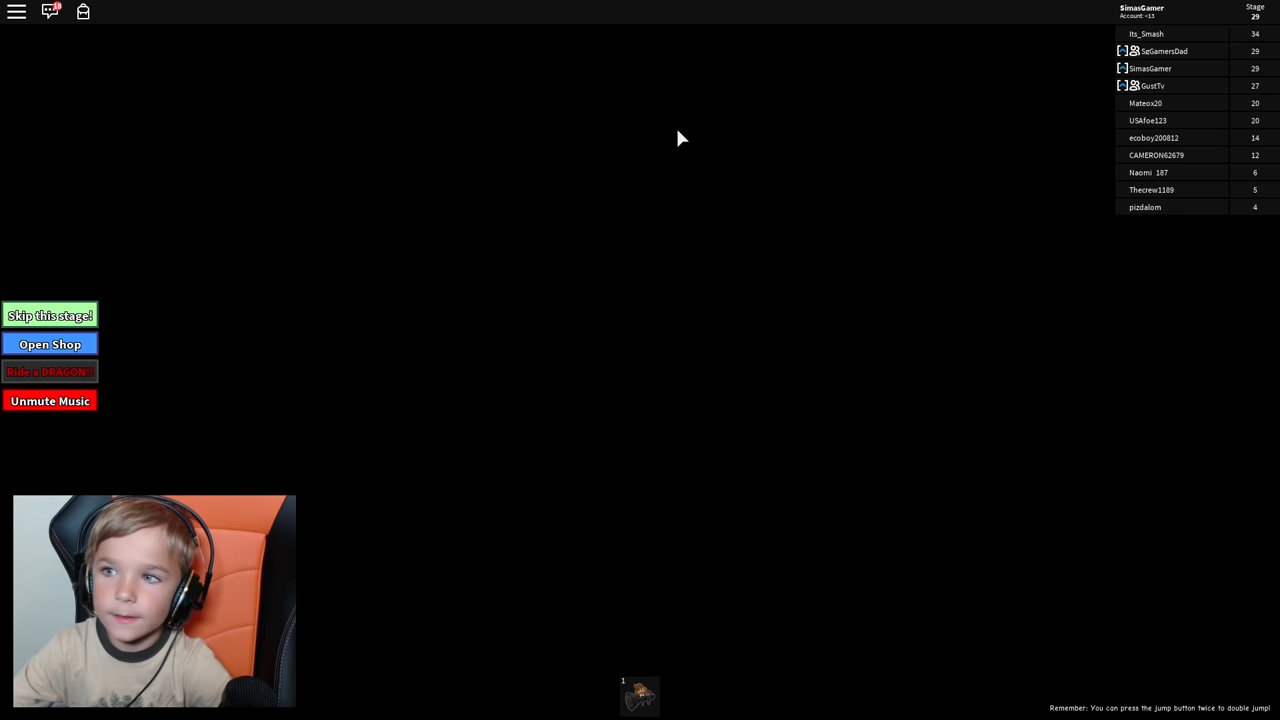 18
SimasGamer
Account: <13
Stage
29
Its_Smash 34
SgGamersDad 29
SimasGamer 29
GustTv 27
Mateox20 20
USAfoe123 20
ecoboy200812 14
CAMERON62679 12
Naomi_187 6
Thecrew1189 5
pizdalom 4
Skip this stage!
Open Shop
Ride a DRAGON!!
Unmute Music
1
Remember: You can press the jump button twice to double jump!